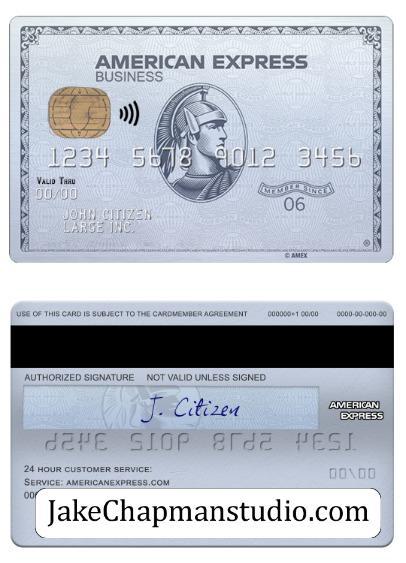 AMERICAN EXPRESS
BUSINESS
1234 5678 9012 3456
VALID THRU
00/00
MEMBER SINCE
06
JOHN CITIZEN
LARGE INC.
®
© AMEX
USE OF THIS CARD IS SUBJECT TO THE CARDMEMBER AGREEMENT 000000+1 00/00 0000-00-000-00
AUTHORIZED SIGNATURE NOT VALID UNLESS SIGNED
J. Citizen
AMERICAN
EXPRESS
1234 5678 9012 3456
24 HOUR CUSTOMER SERVICE:
00/00
SERVICE: AMERICANEXPRESS.COM
JakeChapmanstudio.com